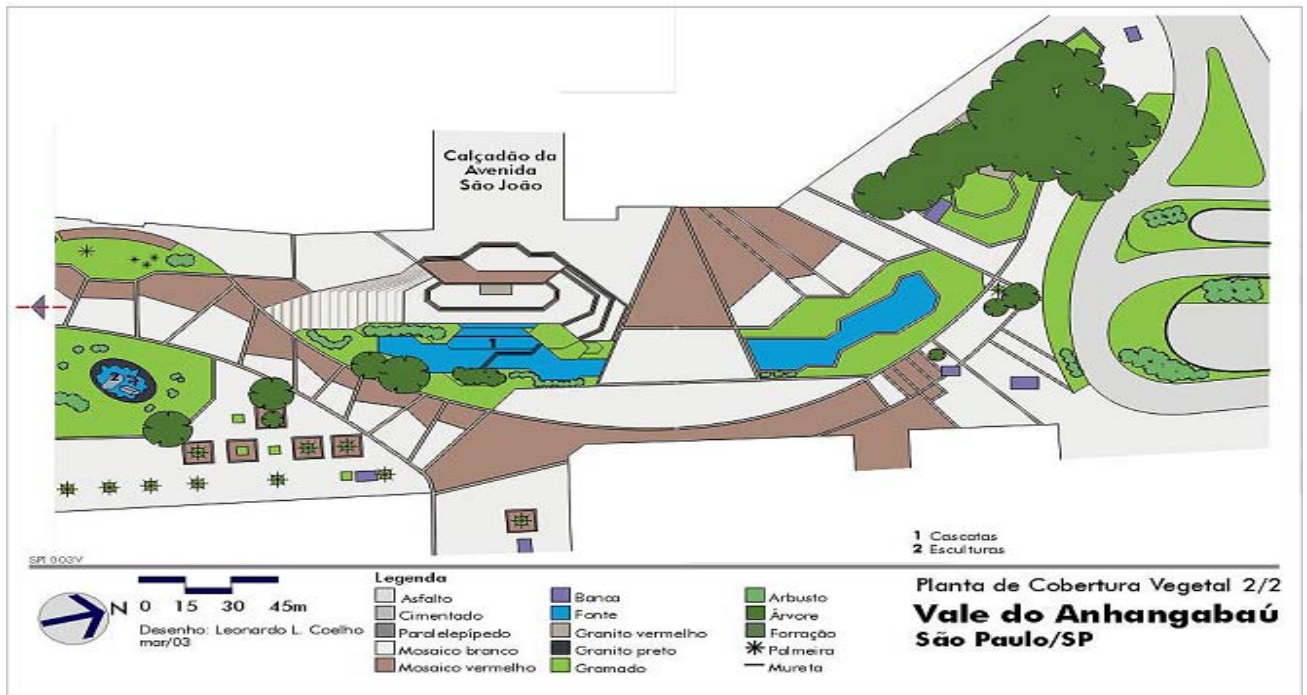 Calçadão da
Avenida
São João
1
2
1 Cascatas
2 Esculturas
SPI 003V
N
0 15 30 45m
Desenho: Leonardo L. Coelho
mar/03
Legenda
Asfalto
Cimentado
Paralelepípedo
Mosaico branco
Mosaico vermelho
Banca
Fonte
Granito vermelho
Granito preto
Gramado
Arbusto
Árvore
Forração
Palmeira
Mureta
Planta de Cobertura Vegetal 2/2
Vale do Anhangabaú
São Paulo/SP